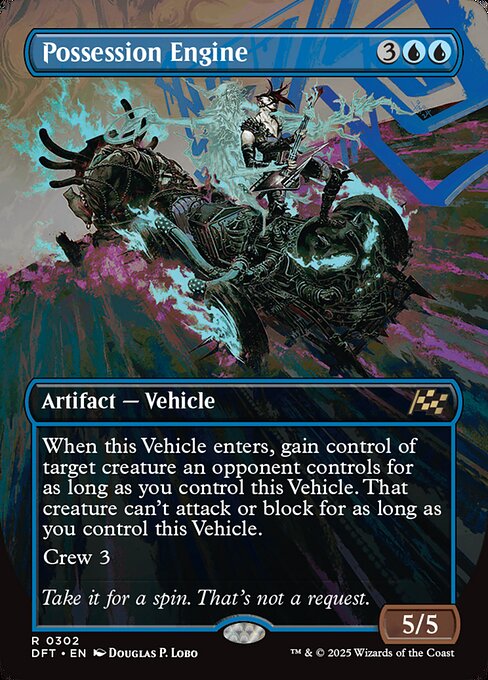 Possession Engine 3
Artifact — Vehicle
When this Vehicle enters, gain control of
target creature an opponent controls for
as long as you control this Vehicle. That
creature can't attack or block for as long as
you control this Vehicle.
Crew 3
Take it for a spin. That's not a request.
5/5
R 0302
DFT • EN Douglas P. Lobo
™ & © 2025 Wizards of the Coast